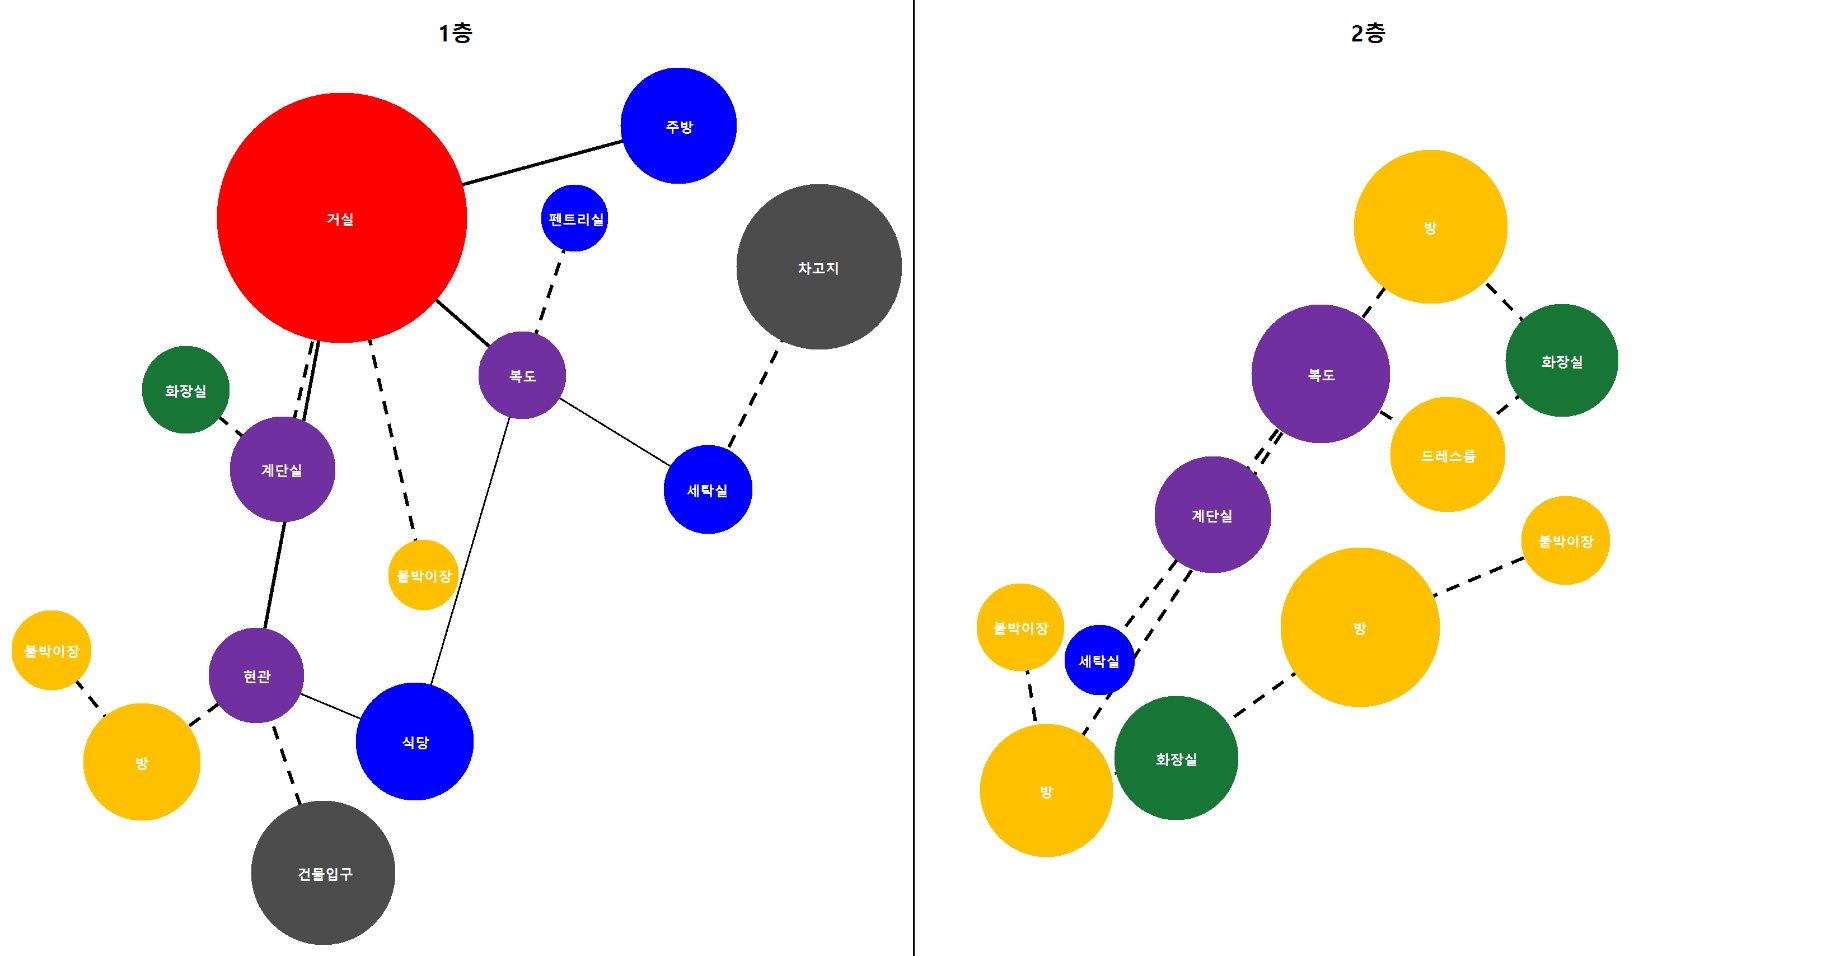 1층
주방
거실
펜트리실
차고지
화장실
복도
계단실
세탁실
붙박이장
붙박이장
현관
식당
방
건물입구
2층
방
화장실
복도
드레스룸
계단실
붙박이장
붙박이장
방
세탁실
화장실
방